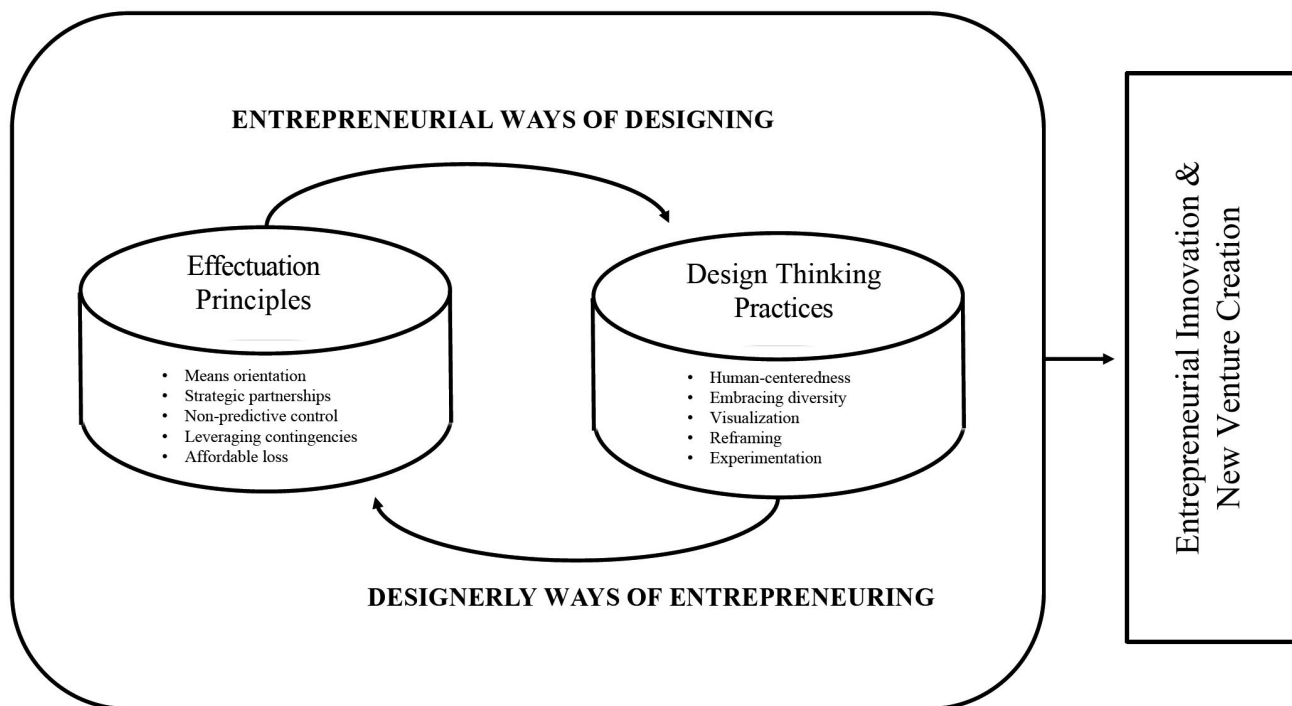 ENTREPRENEURIAL WAYS OF DESIGNING
Effectuation
Principles
• Means orientation
• Strategic partnerships
• Non-predictive control
• Leveraging contingencies
• Affordable loss
Design Thinking
Practices
• Human-centeredness
• Embracing diversity
• Visualization
• Reframing
• Experimentation
DESIGNERLY WAYS OF ENTREPRENEURING
Entrepreneurial Innovation &
New Venture Creation